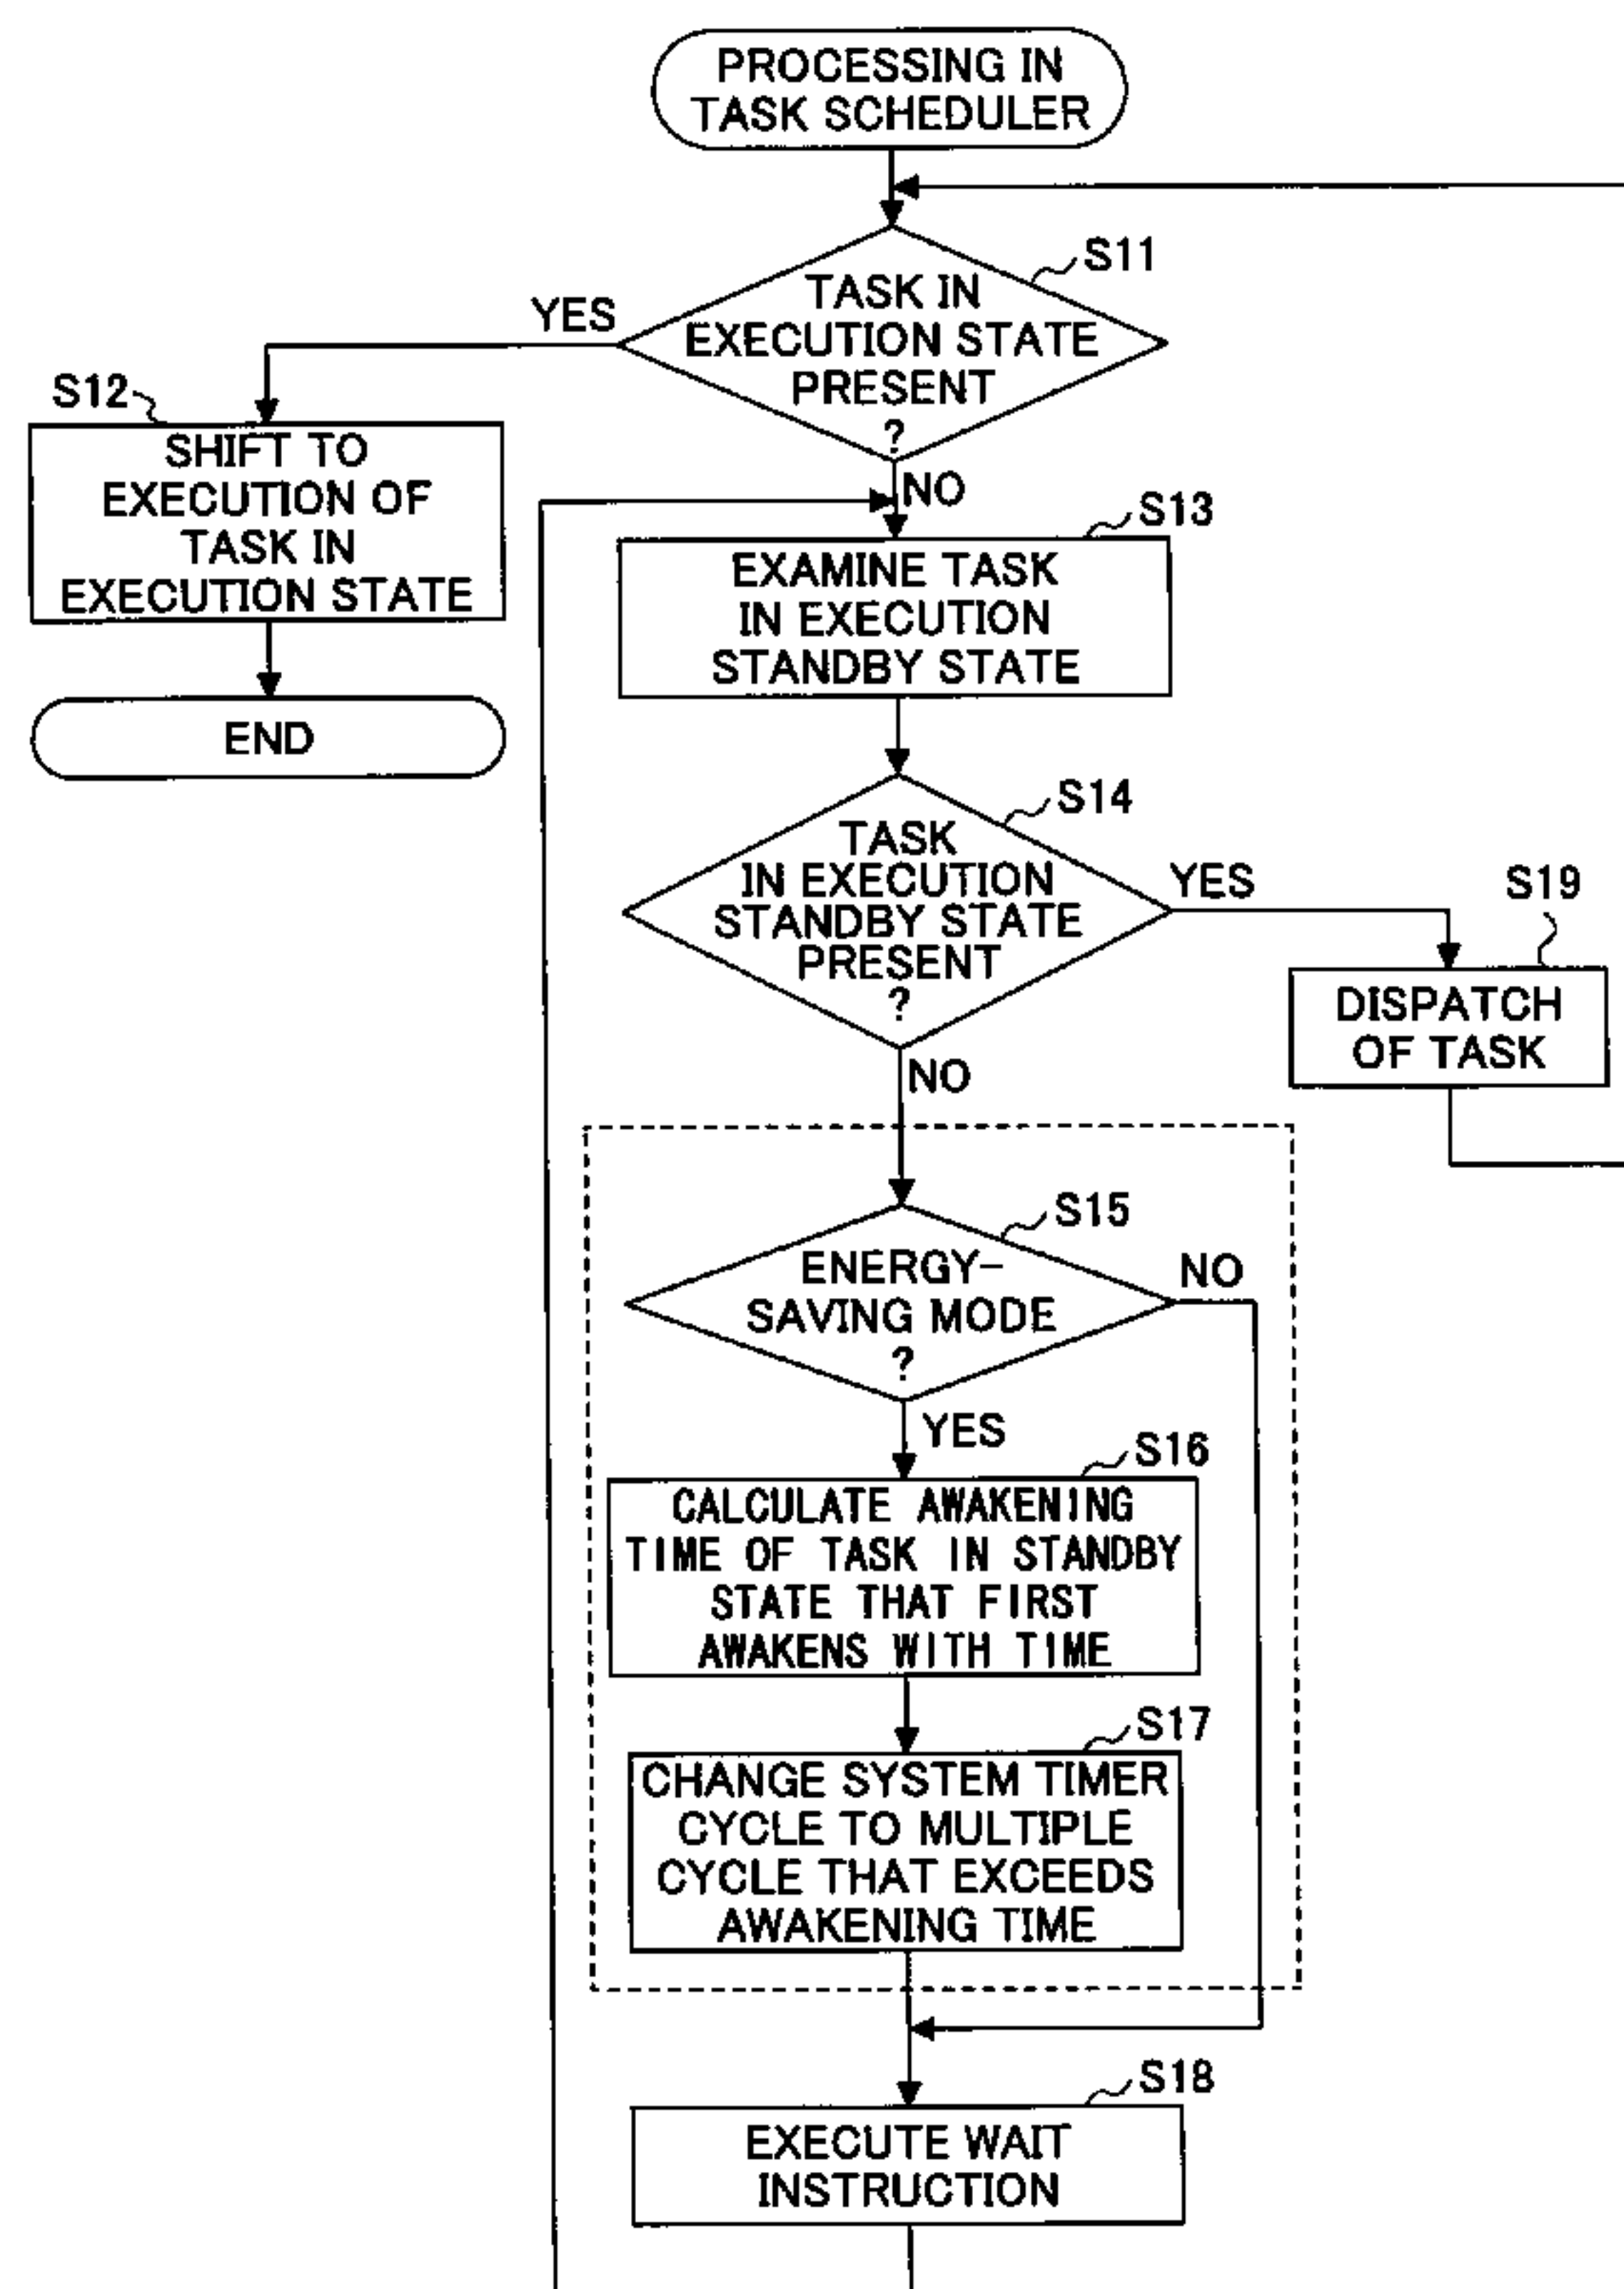 PROCESSING IN
TASK SCHEDULER
S11
TASK IN
EXECUTION STATE
PRESENT
?
YES
S12
SHIFT TO
EXECUTION OF
TASK IN
EXECUTION STATE
END
NO
S13
EXAMINE TASK
IN EXECUTION
STANDBY STATE
S14
TASK
IN EXECUTION
STANDBY STATE
PRESENT
?
YES
S19
DISPATCH
OF TASK
NO
S15
ENERGY-
SAVING MODE
?
NO
YES
S16
CALCULATE AWAKENING
TIME OF TASK IN STANDBY
STATE THAT FIRST
AWAKENS WITH TIME
S17
CHANGE SYSTEM TIMER
CYCLE TO MULTIPLE
CYCLE THAT EXCEEDS
AWAKENING TIME
S18
EXECUTE WAIT
INSTRUCTION